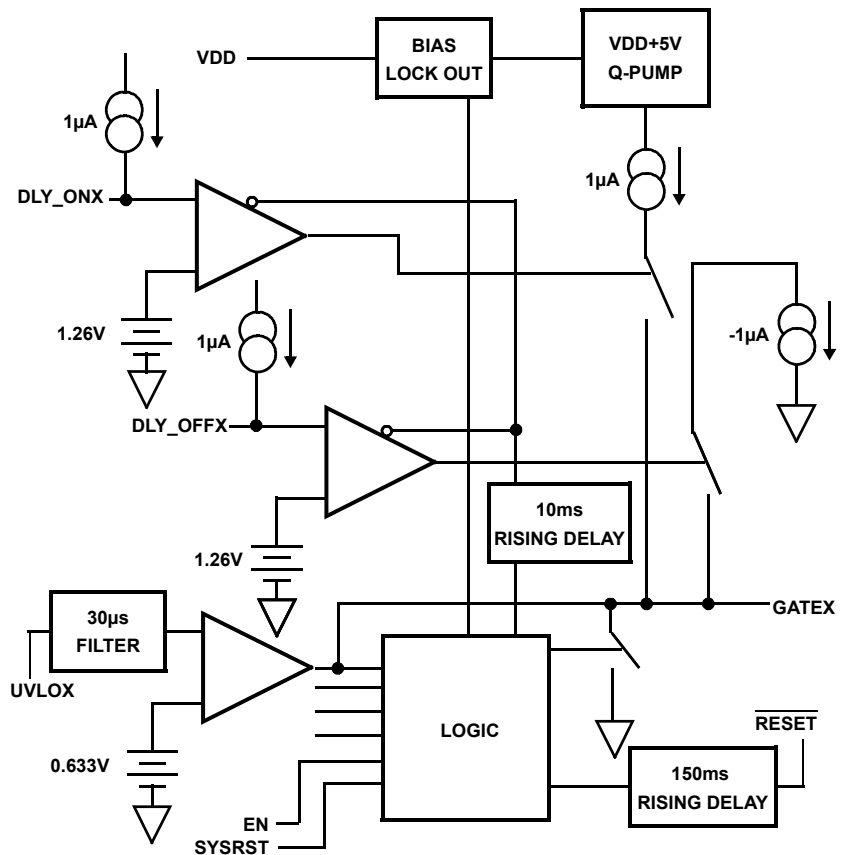 VDD
BIAS
LOCK OUT
VDD+5V
Q-PUMP
1µA
1µA
DLY_ONX
1.26V
1µA
-1µA
DLY_OFFX
10ms
RISING DELAY
1.26V
30µs
FILTER
GATEX
UVLOX
LOGIC
RESET
0.633V
150ms
RISING DELAY
EN
SYSRST